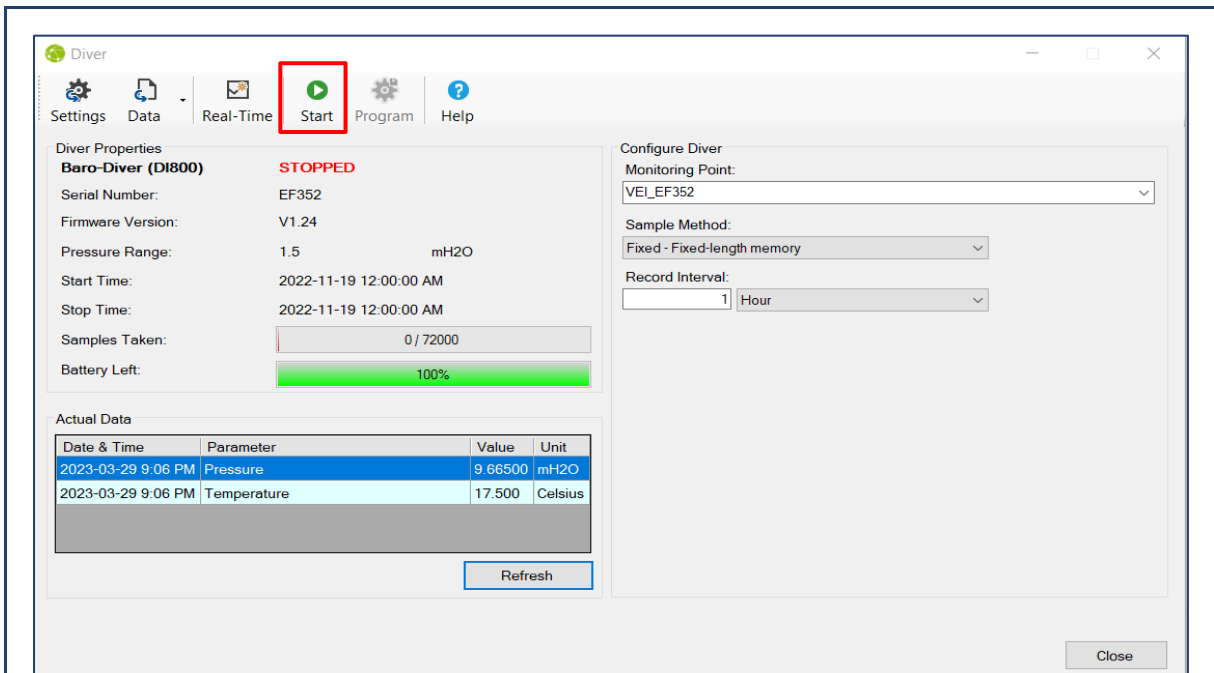 Diver
Settings Data Real-Time Start Program Help
Diver Properties
Baro-Diver (DI800) STOPPED
Serial Number: EF352
Firmware Version: V1.24
Pressure Range: 1.5 mH2O
Start Time: 2022-11-19 12:00:00 AM
Stop Time: 2022-11-19 12:00:00 AM
Samples Taken: 0 / 72000
Battery Left: 100%
Actual Data
Date & Time Parameter Value Unit
2023-03-29 9:06 PM Pressure 9.66500 mH2O
2023-03-29 9:06 PM Temperature 17.500 Celsius
Refresh
Configure Diver
Monitoring Point:
VEI_EF352
Sample Method:
Fixed - Fixed-length memory
Record Interval:
1 Hour
Close